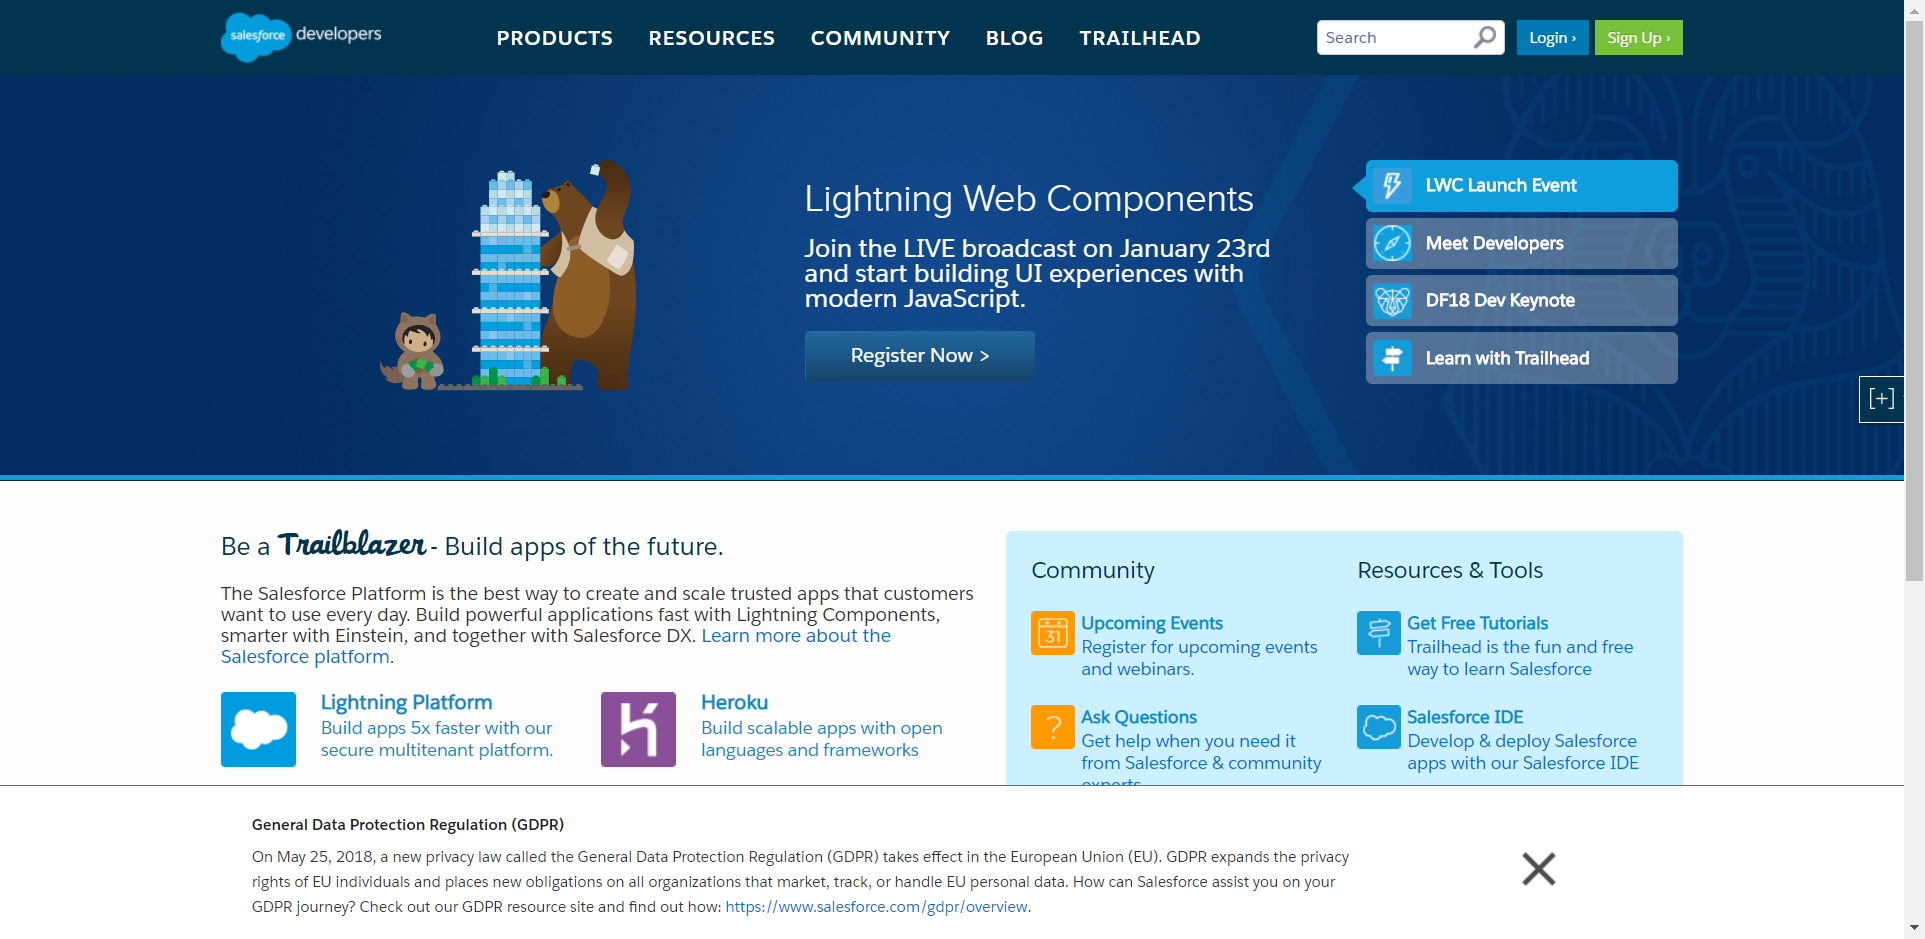 salesforce developers
PRODUCTS RESOURCES COMMUNITY BLOG TRAILHEAD
Search
Login ›
Sign Up ›
Lightning Web Components
Join the LIVE broadcast on January 23rd
and start building UI experiences with
modern JavaScript.
Register Now >
LWC Launch Event
Meet Developers
DF18 Dev Keynote
Learn with Trailhead
[+]
Be a Trailblazer - Build apps of the future.
The Salesforce Platform is the best way to create and scale trusted apps that customers
want to use every day. Build powerful applications fast with Lightning Components,
smarter with Einstein, and together with Salesforce DX. Learn more about the
Salesforce platform.
Lightning Platform
Build apps 5x faster with our
secure multitenant platform.
Heroku
Build scalable apps with open
languages and frameworks
Community
31
Upcoming Events
Register for upcoming events
and webinars.
?
Ask Questions
Get help when you need it
from Salesforce & community
experts
Resources & Tools
Get Free Tutorials
Trailhead is the fun and free
way to learn Salesforce
Salesforce IDE
Develop & deploy Salesforce
apps with our Salesforce IDE
General Data Protection Regulation (GDPR)
On May 25, 2018, a new privacy law called the General Data Protection Regulation (GDPR) takes effect in the European Union (EU). GDPR expands the privacy
rights of EU individuals and places new obligations on all organizations that market, track, or handle EU personal data. How can Salesforce assist you on your
GDPR journey? Check out our GDPR resource site and find out how: https://www.salesforce.com/gdpr/overview.